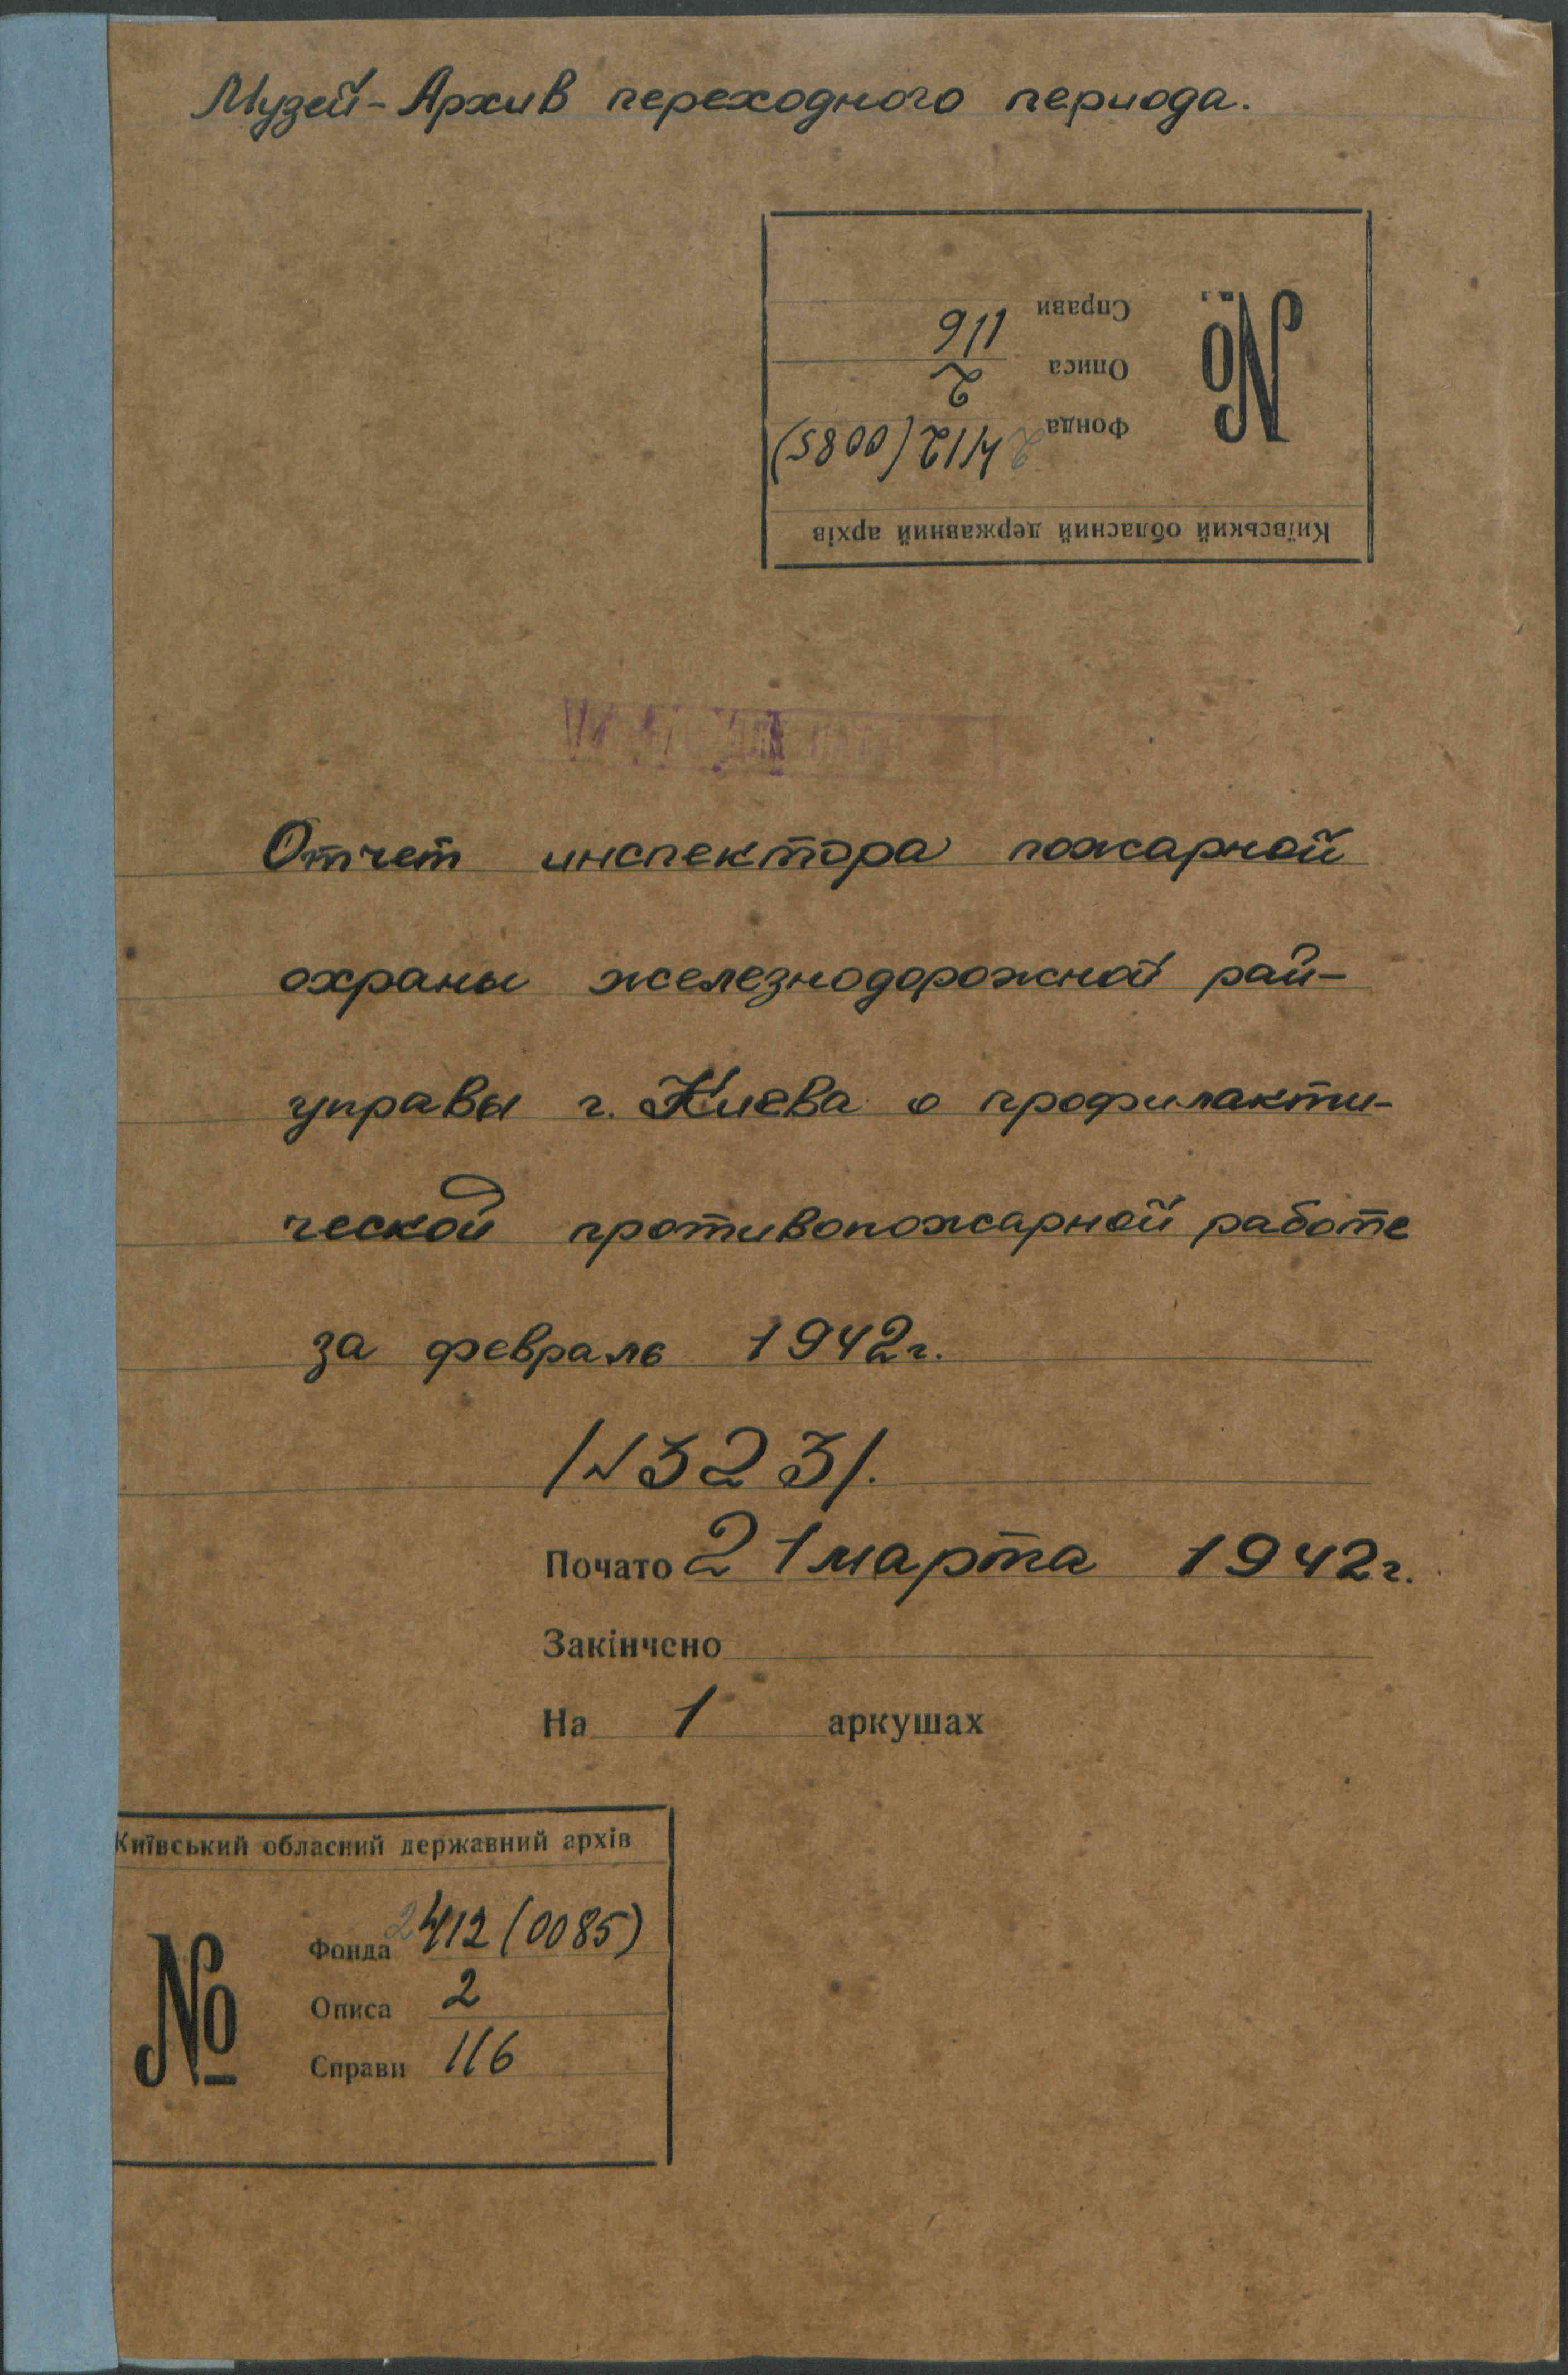 Музей-Архив переходного периода.
Київський обласний державний архів
№
Фонда 2412 (0085)
Описа 2
Справи 116
Отчет инспектора пожарной
охраны железнодорожной рай-
управы г. Киева о профилакти-
ческой противопожарной работе
за февраль 1942г.
/№323/.
Почато 21 марта 1942г.
Закінчено
На 1 аркушах
Київський обласний державний архів
№
Фонда 2412 (0085)
Описа 2
Справи 116